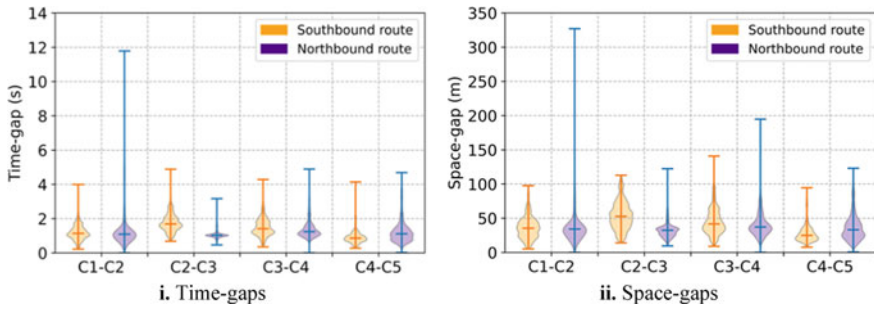 14
12
10
8
6
4
2
0
Time-gap (s)
Southbound route
Northbound route
C1-C2 C2-C3 C3-C4 C4-C5
i. Time-gaps
350
300
250
200
150
100
50
0
Space-gap (m)
Southbound route
Northbound route
C1-C2 C2-C3 C3-C4 C4-C5
ii. Space-gaps